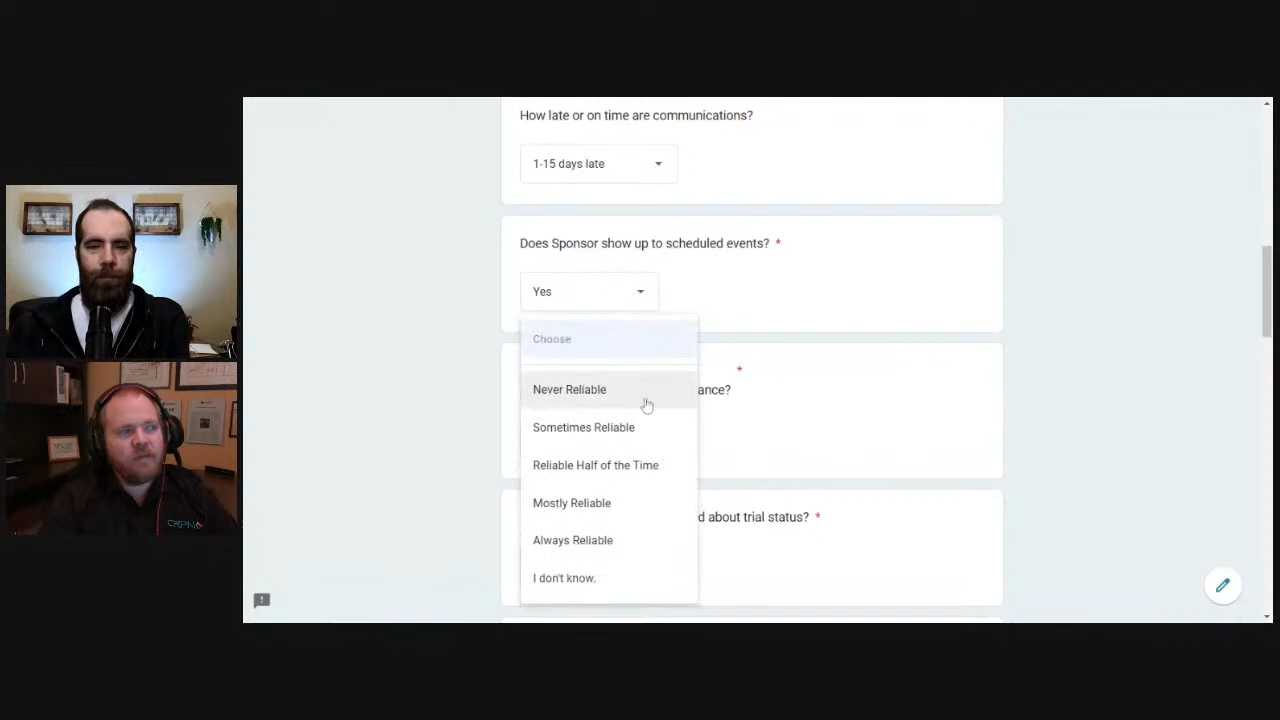 How late or on time are communications?
1-15 days late
Does Sponsor show up to scheduled events? *
Yes
Choose
*
Never Reliable
ance?
Sometimes Reliable
Reliable Half of the Time
Mostly Reliable
d about trial status? *
Always Reliable
I don't know.
CRPN